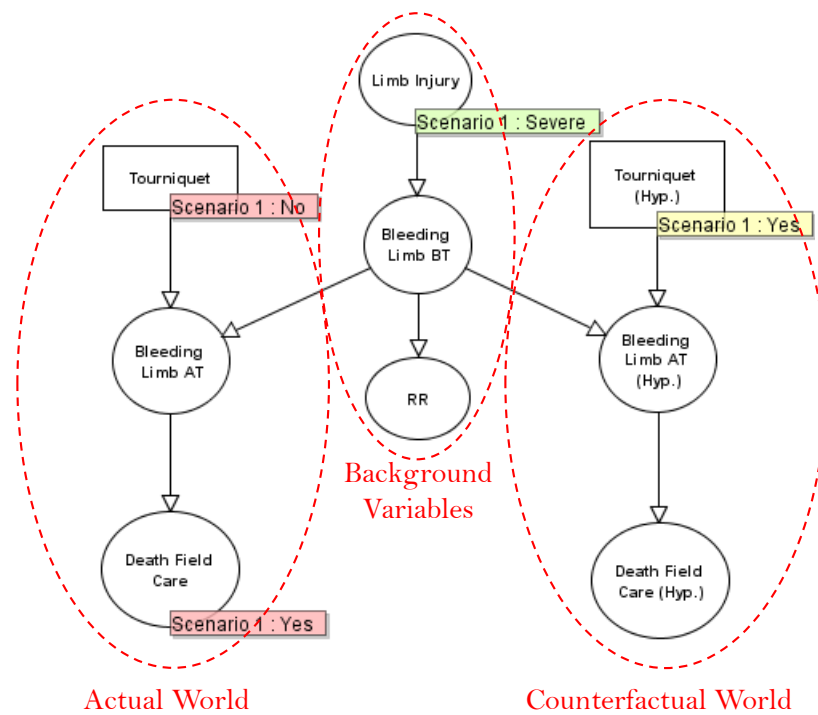 Limb Injury
Scenario 1 : Severe
Tourniquet
Scenario 1 : No
Tourniquet
(Hyp.)
Scenario 1 : Yes
Bleeding
Limb BT
Bleeding
Limb AT
Bleeding
Limb AT
(Hyp.)
RR
Background
Variables
Death Field
Care
Scenario 1 : Yes
Death Field
Care (Hyp.)
Actual World
Counterfactual World